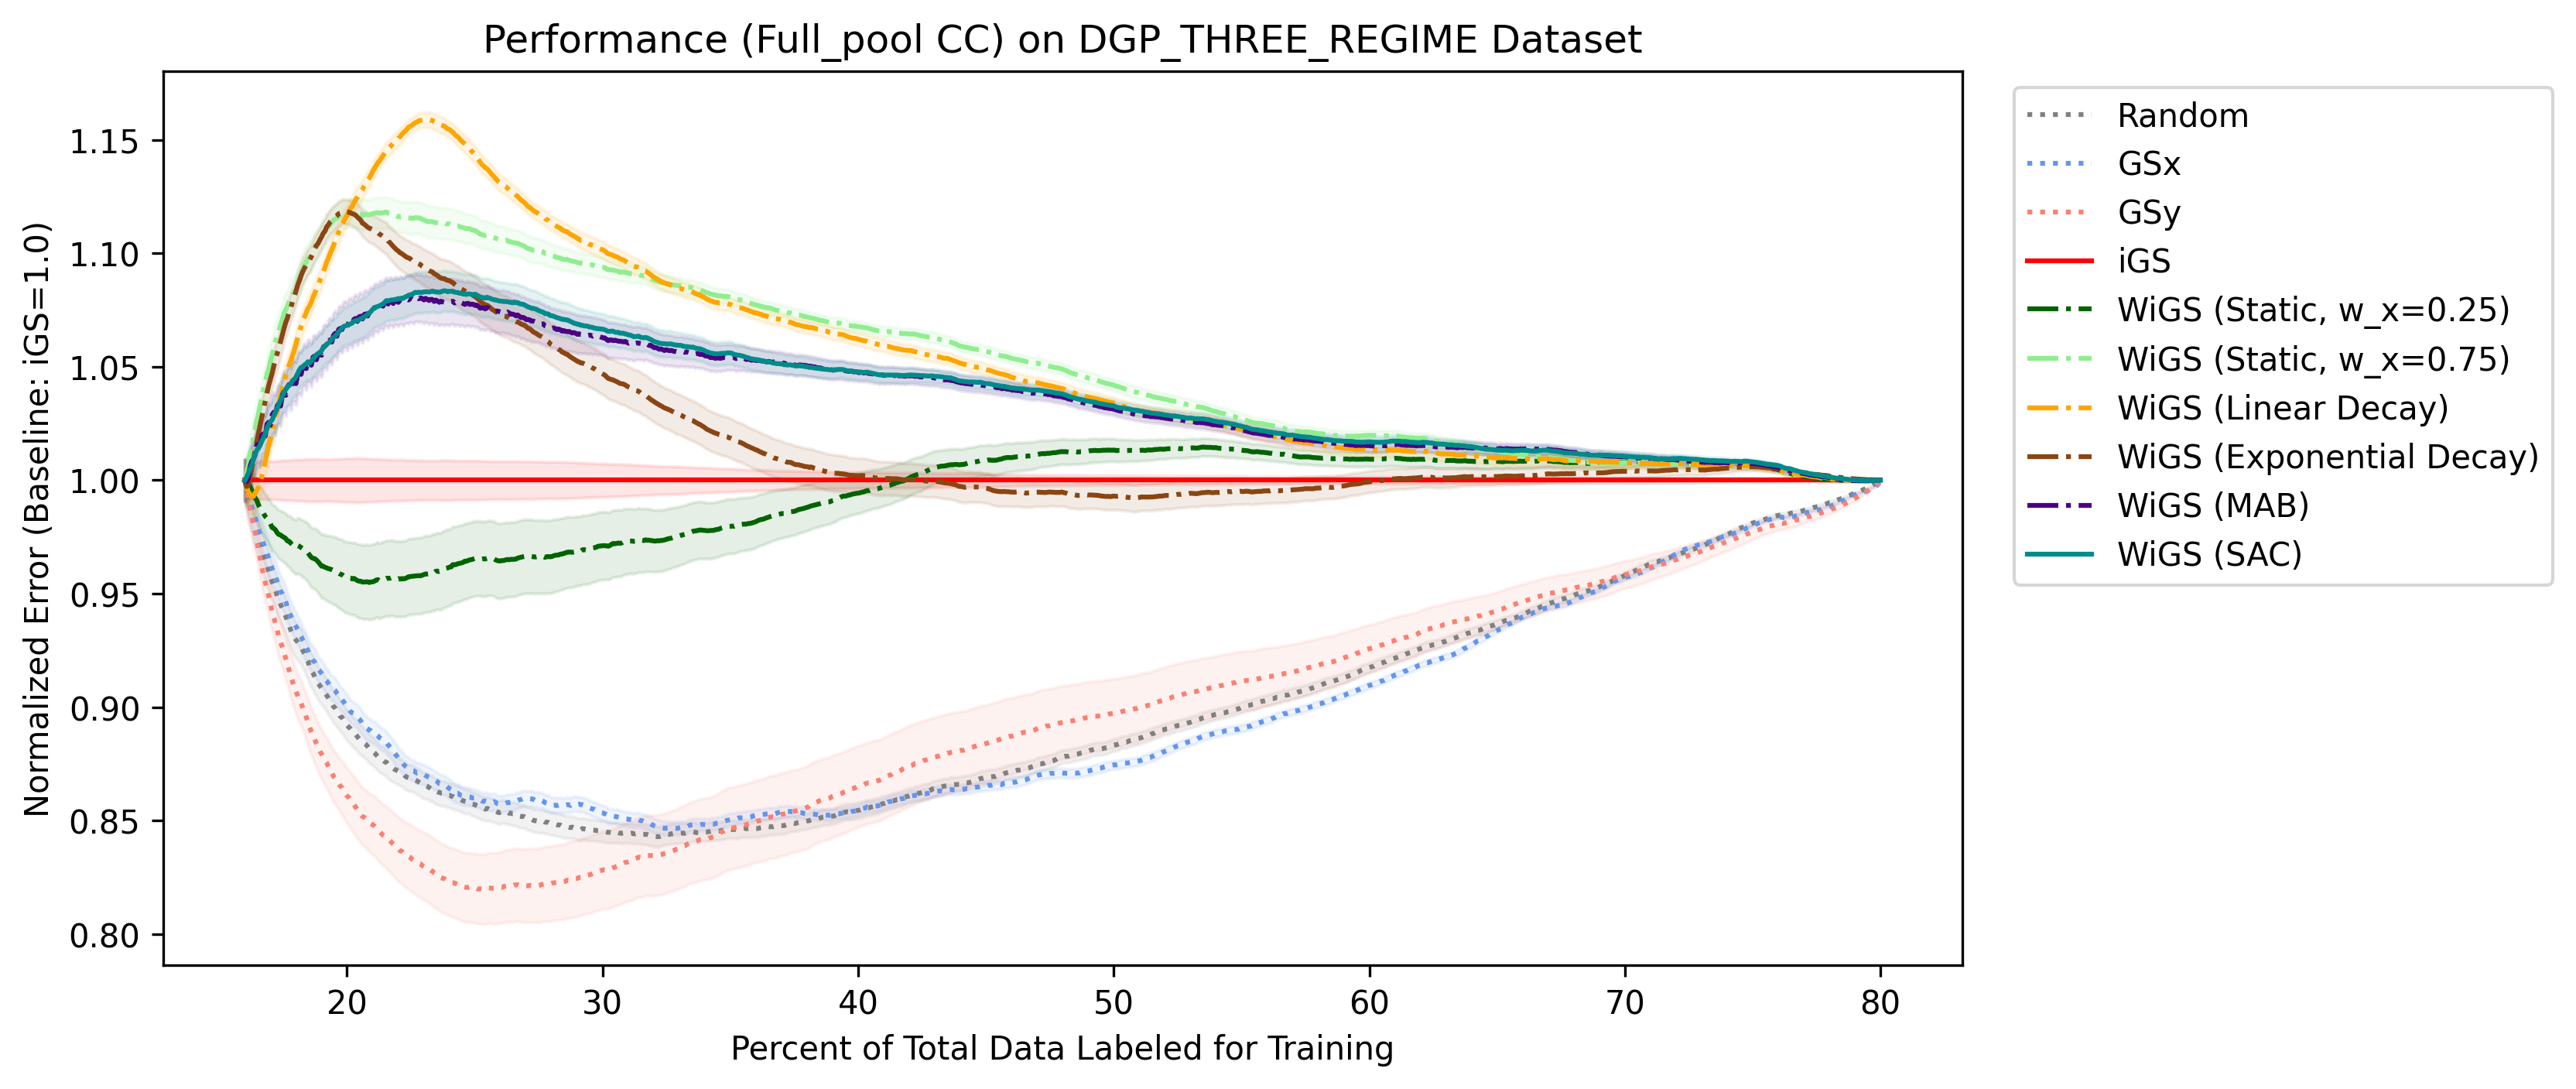 Performance (Full_pool CC) on DGP_THREE_REGIME Dataset
Normalized Error (Baseline: iGS=1.0)
1.15
1.10
1.05
1.00
0.95
0.90
0.85
0.80
20 30 40 50 60 70 80
Percent of Total Data Labeled for Training
Random
GSx
GSy
iGS
WiGS (Static, w_x=0.25)
WiGS (Static, w_x=0.75)
WiGS (Linear Decay)
WiGS (Exponential Decay)
WiGS (MAB)
WiGS (SAC)